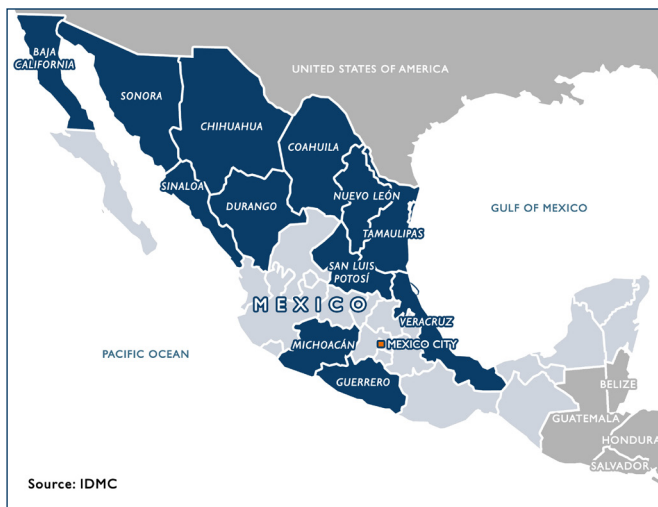 BAJA
CALIFORNIA
SONORA
CHIHUAHUA
UNITED STATES OF AMERICA
COAHUILA
SINALOA
DURANGO
NUEVO LEÓN
TAMAULIPAS
GULF OF MEXICO
SAN LUIS
POTOSÍ
MEXICO
VERACRUZ
MICHOACÁN
MEXICO CITY
PACIFIC OCEAN
GUERRERO
BELIZE
GUATEMALA
HONDURA
SALVADOR
Source: IDMC